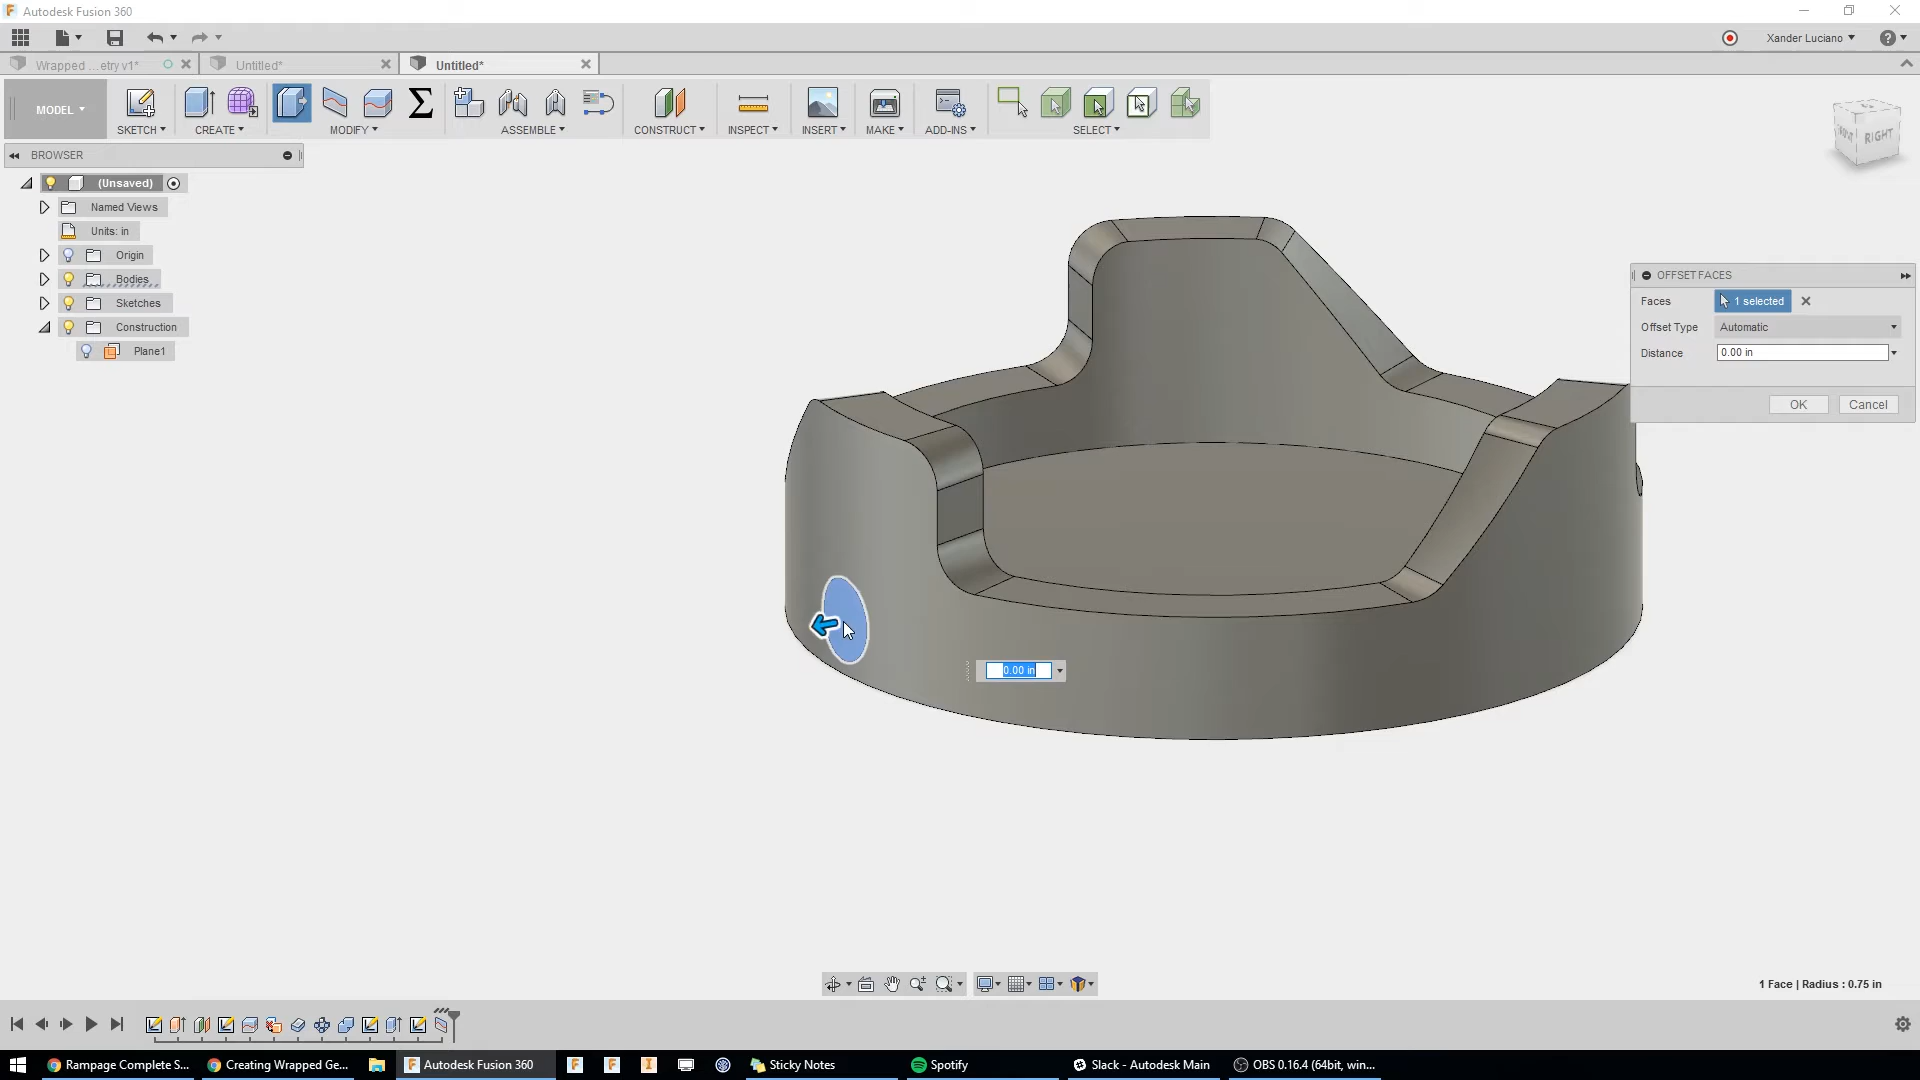 Autodesk Fusion 360
Xander Luciano
Wrapped ...etry v1*
Untitled*
Untitled*
MODEL
SKETCH
CREATE
MODIFY
ASSEMBLE
CONSTRUCT
INSPECT
INSERT
MAKE
ADD-INS
SELECT
BROWSER
(Unsaved)
Named Views
Units: in
Origin
Bodies
Sketches
Construction
Plane1
RIGHT
OFFSET FACES
Faces
1 selected
Offset Type
Automatic
Distance
0.00 in
OK
Cancel
0.00 in
1 Face | Radius : 0.75 in
Rampage Complete S...
Creating Wrapped Ge...
Autodesk Fusion 360
Sticky Notes
Spotify
Slack - Autodesk Main
OBS 0.16.4 (64bit, win...